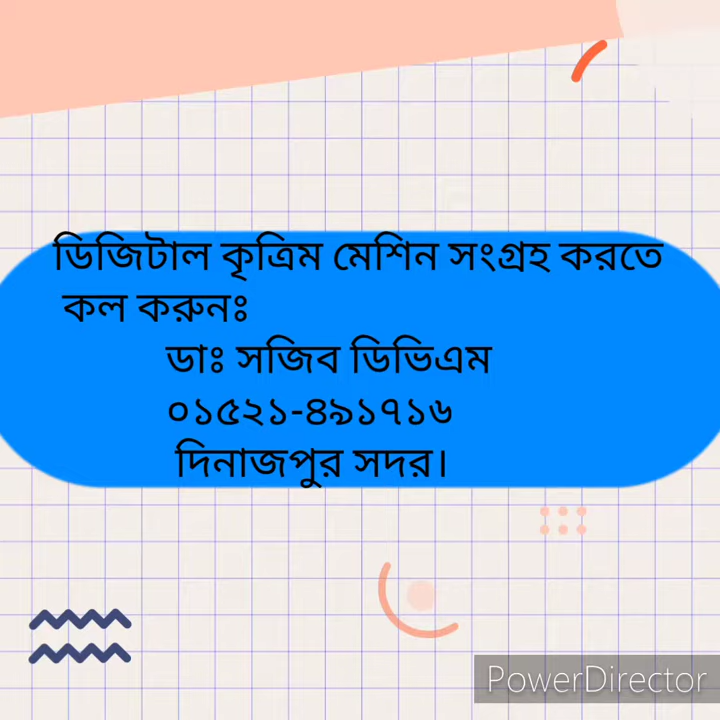 ডিজিটাল কৃত্রিম মেশিন সংগ্রহ করতে
কল করুনঃ
ডাঃ সজিব ডিভিএম
০১৫২১-৪৯১৭১৬
দিনাজপুর সদর।
PowerDirector